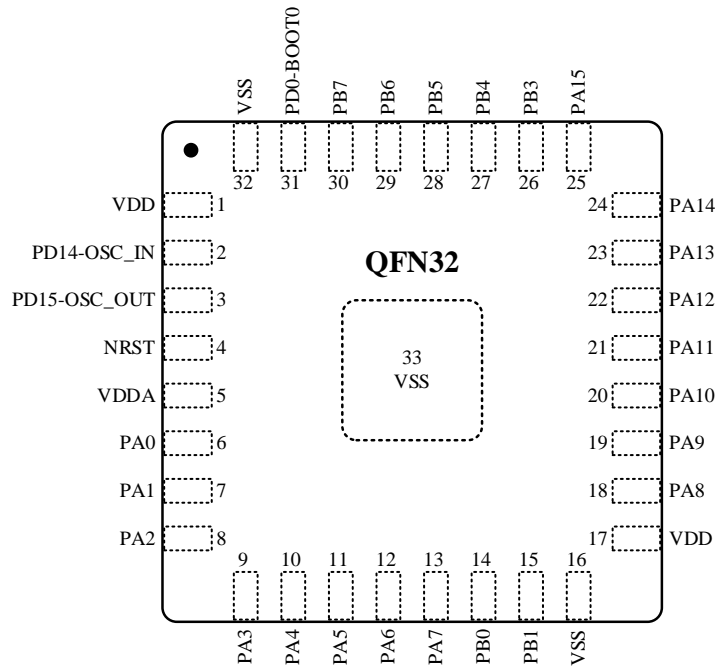 VSS
PD0-BOOT0
PB7
PB6
PB5
PB4
PB3
PA15
32 31 30 29 28 27 26 25
VDD 1 24 PA14
PD14-OSC_IN 2 QFN32 23 PA13
PD15-OSC_OUT 3 22 PA12
NRST 4 33 21 PA11
VSS
VDDA 5 20 PA10
PA0 6 19 PA9
PA1 7 18 PA8
PA2 8 17 VDD
9 10 11 12 13 14 15 16
PA3
PA4
PA5
PA6
PA7
PB0
PB1
VSS